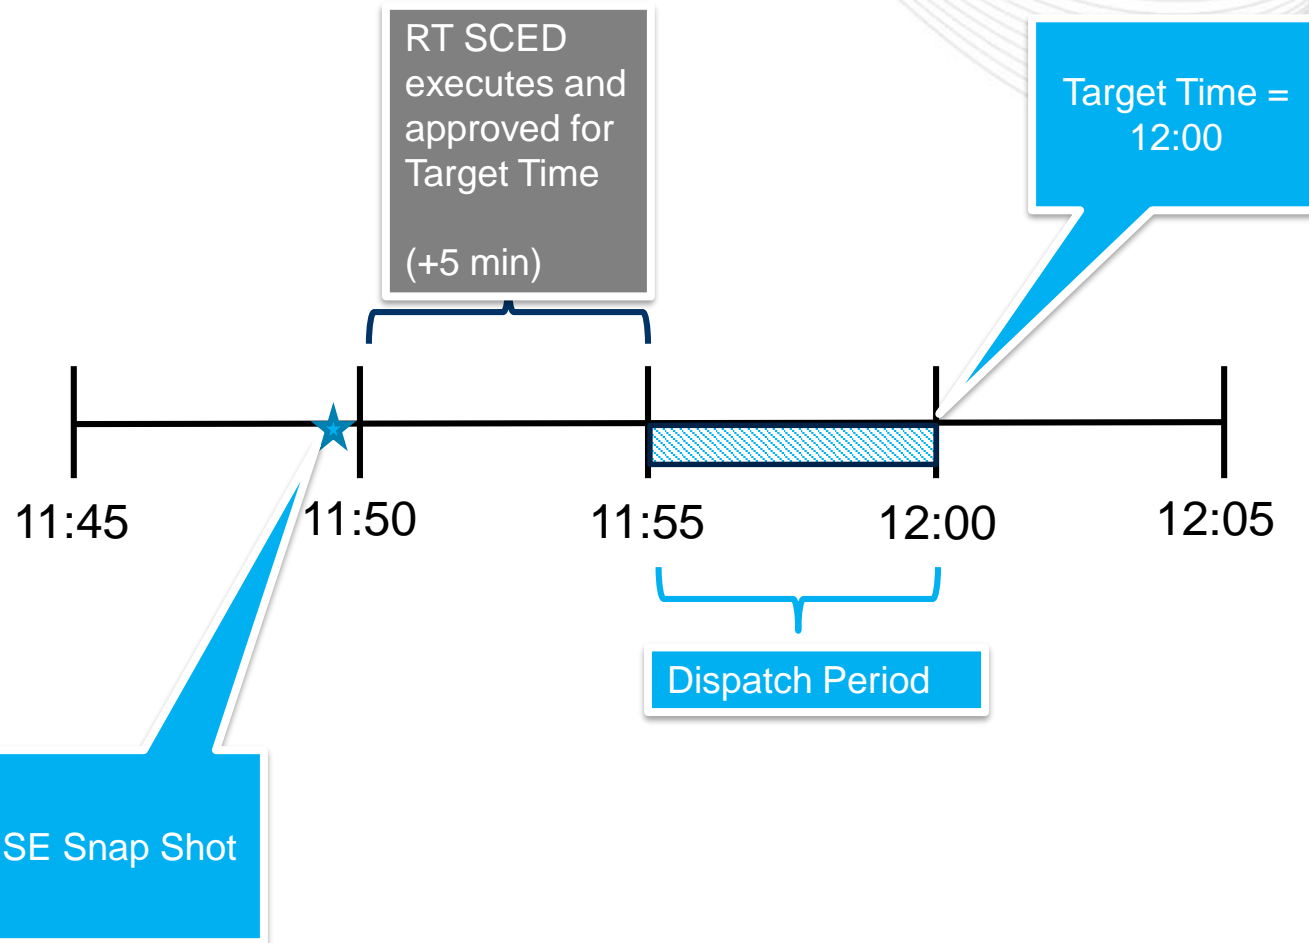 RT SCED
executes and
approved for
Target Time
(+5 min)
Target Time =
12:00
11:45
11:50
11:55
12:00
12:05
Dispatch Period
SE Snap Shot